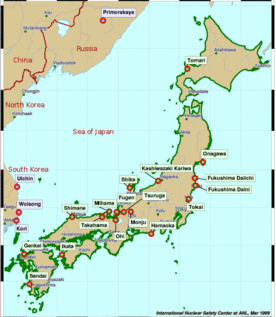 Primorskaya
Russia
China
Vladivostok
North Korea
Tomari
Sea of Japan
Onagawa
Kashiwazaki Kariwa
Fukushima Daiichi
Fukushima Daini
South Korea
Ulchin
Shika
Fugen
Tsuruga
Tokai
Wolsong
Mihama
Shimane
Monju
Takahama
Hamaoka
Kori
Ohi
Genkai
Ikata
Sendai
International Nuclear Safety Center at ANL, Mar 1999